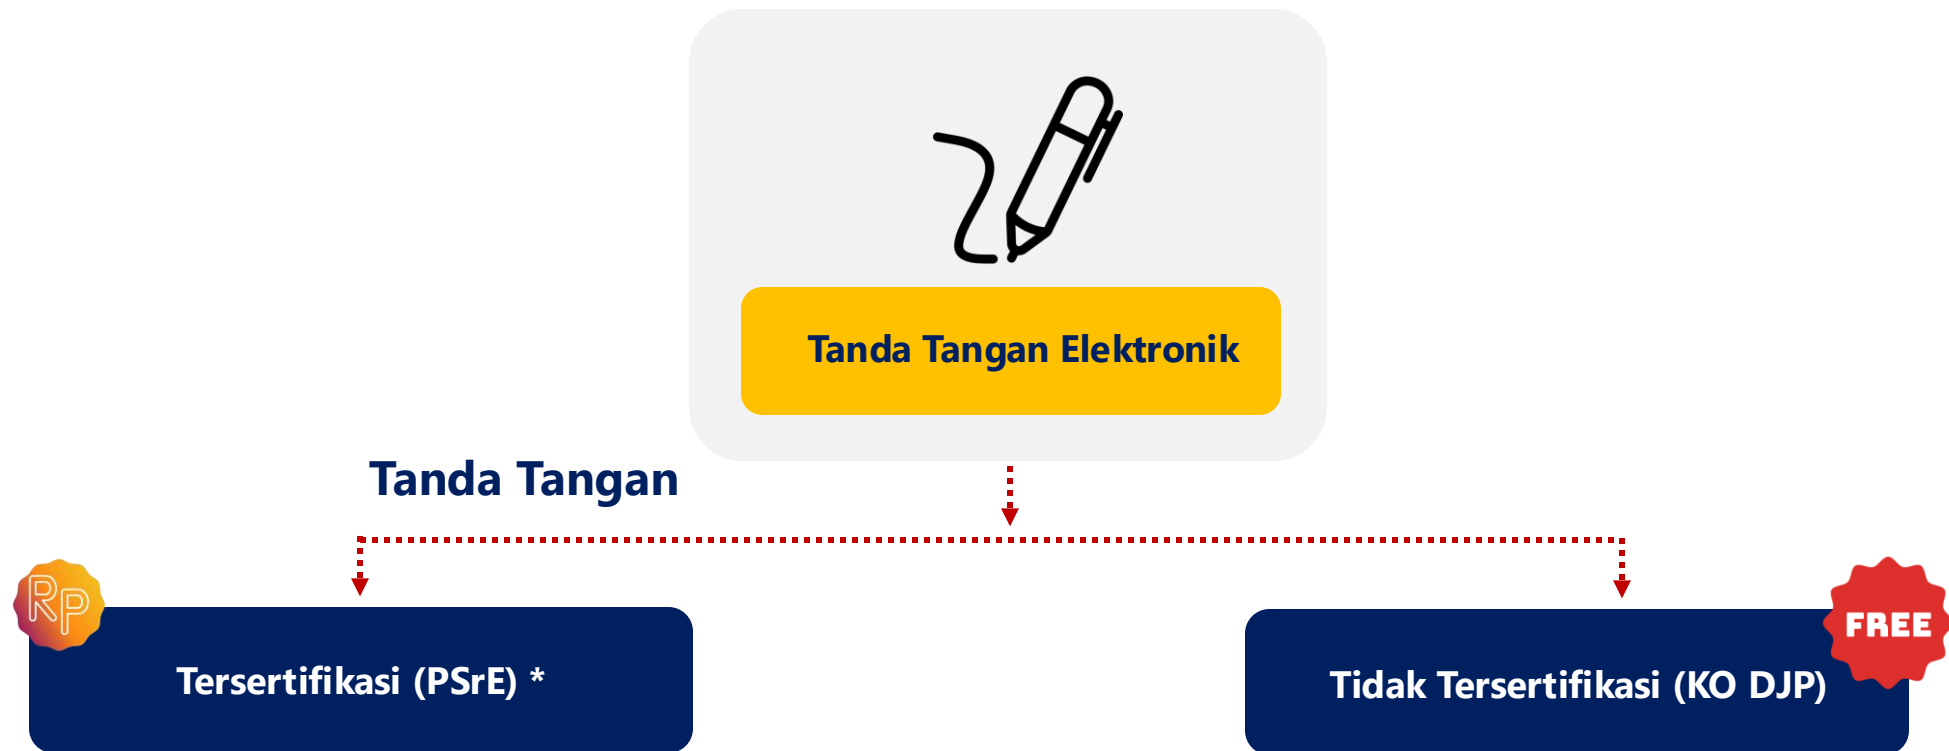 Tanda Tangan Elektronik
Tanda Tangan
RP
Tersertifikasi (PSrE) *
FREE
Tidak Tersertifikasi (KO DJP)